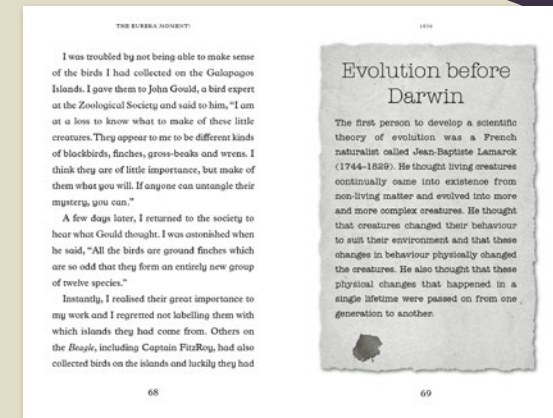 THE EUREKA MOMENT!
I was troubled by not being able to make sense
of the birds I had collected on the Galapagos
Islands. I gave them to John Gould, a bird expert
at the Zoological Society and said to him, “I am
at a loss to know what to make of these little
creatures. They appear to me to be different kinds
of blackbirds, finches, gross-beaks and wrens. I
think they are of little importance, but make of
them what you will. If anyone can untangle their
mystery, you can.”
A few days later, I returned to the society to
hear what Gould thought. I was astonished when
he said, “All the birds are ground finches which
are so odd that they form an entirely new group
of twelve species.”
Instantly, I realised their great importance to
my work and I regretted not labelling them with
which islands they had come from. Others on
the Beagle, including Captain FitzRoy, had also
collected birds on the islands and luckily they had
68
Evolution before
Darwin
The first person to develop a scientific
theory of evolution was a French
naturalist called Jean-Baptiste Lamarck
(1744–1829). He thought living creatures
continually came into existence from
non-living matter and evolved into more
and more complex creatures. He thought
that creatures changed their behaviour
to suit their environment and that these
changes in behaviour physically changed
the creatures. He also thought that these
physical changes that happened in a
single lifetime were passed on from one
generation to another.
69